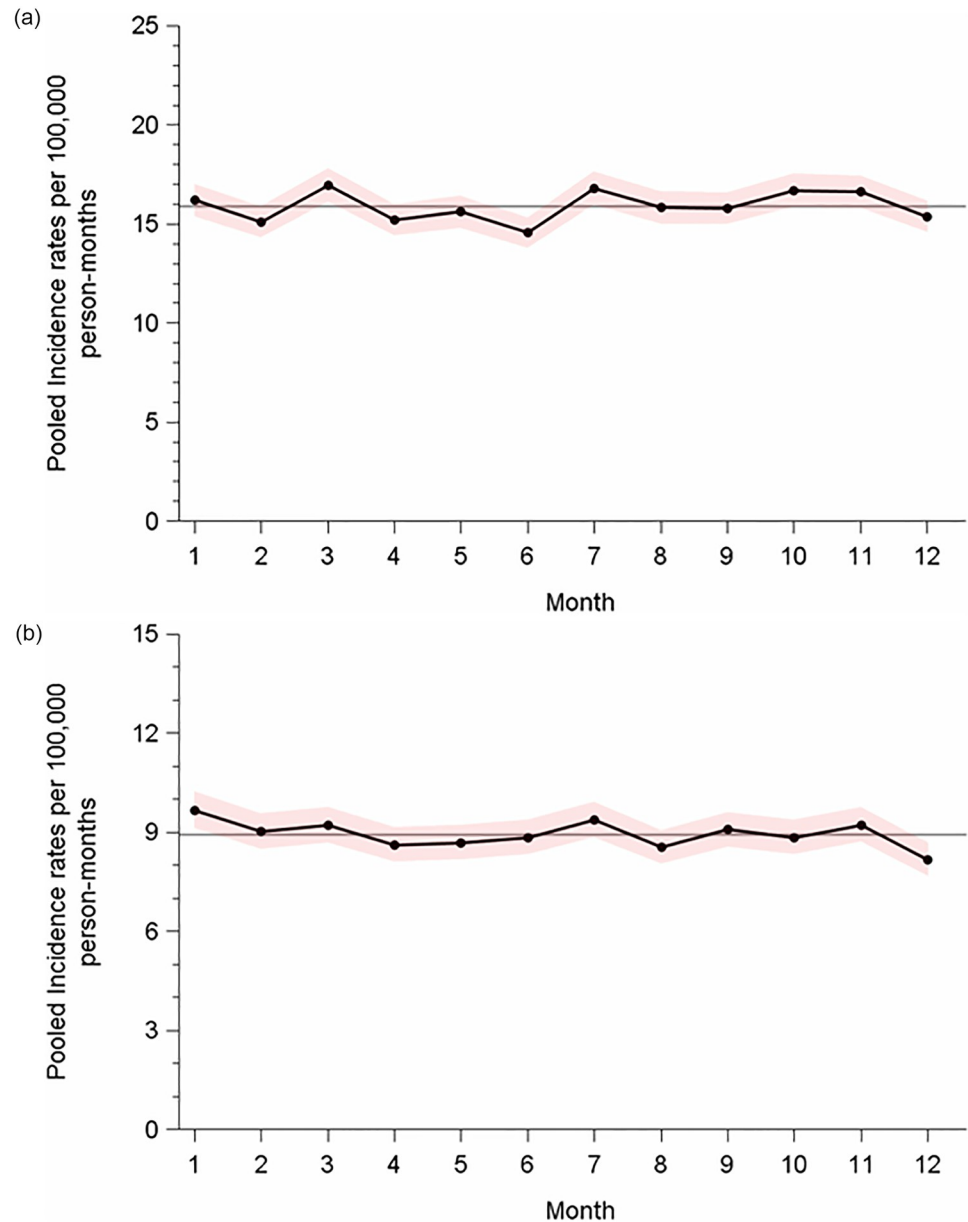 (a)
Pooled Incidence rates per 100,000
person-months
25
20
15
10
5
0
1 2 3 4 5 6 7 8 9 10 11 12
Month
(b)
Pooled Incidence rates per 100,000
person-months
15
12
9
6
3
0
1 2 3 4 5 6 7 8 9 10 11 12
Month